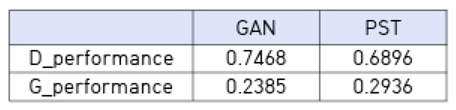 GAN PST
D_performance 0.7468 0.6896
G_performance 0.2385 0.2936